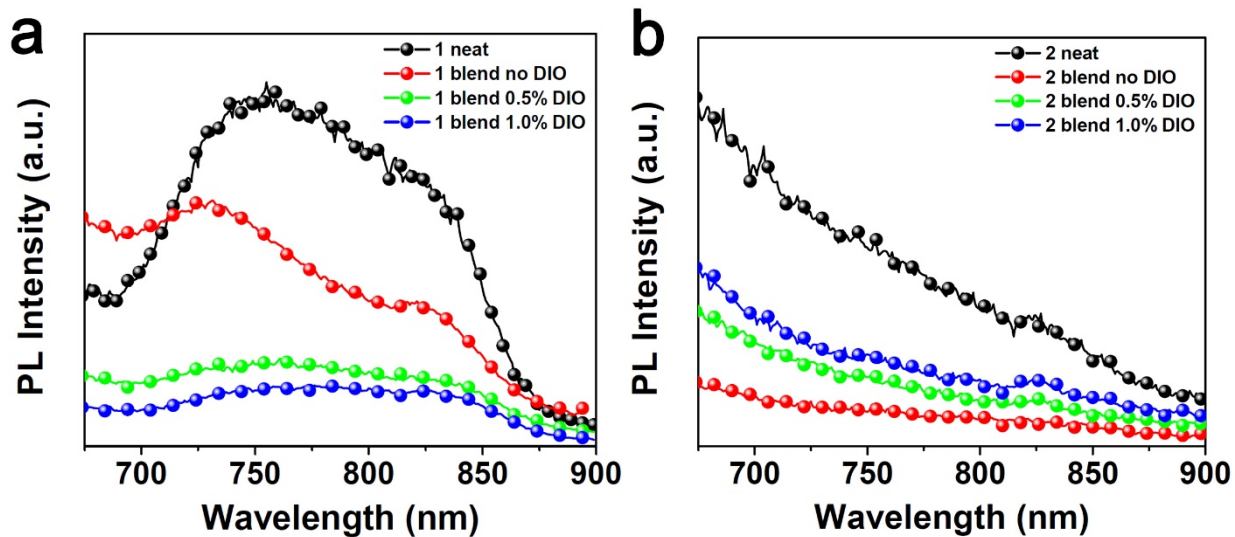 a
1 neat
1 blend no DIO
1 blend 0.5% DIO
1 blend 1.0% DIO
PL Intensity (a.u.)
700 750 800 850 900
Wavelength (nm)
b
2 neat
2 blend no DIO
2 blend 0.5% DIO
2 blend 1.0% DIO
PL Intensity (a.u.)
700 750 800 850 900
Wavelength (nm)